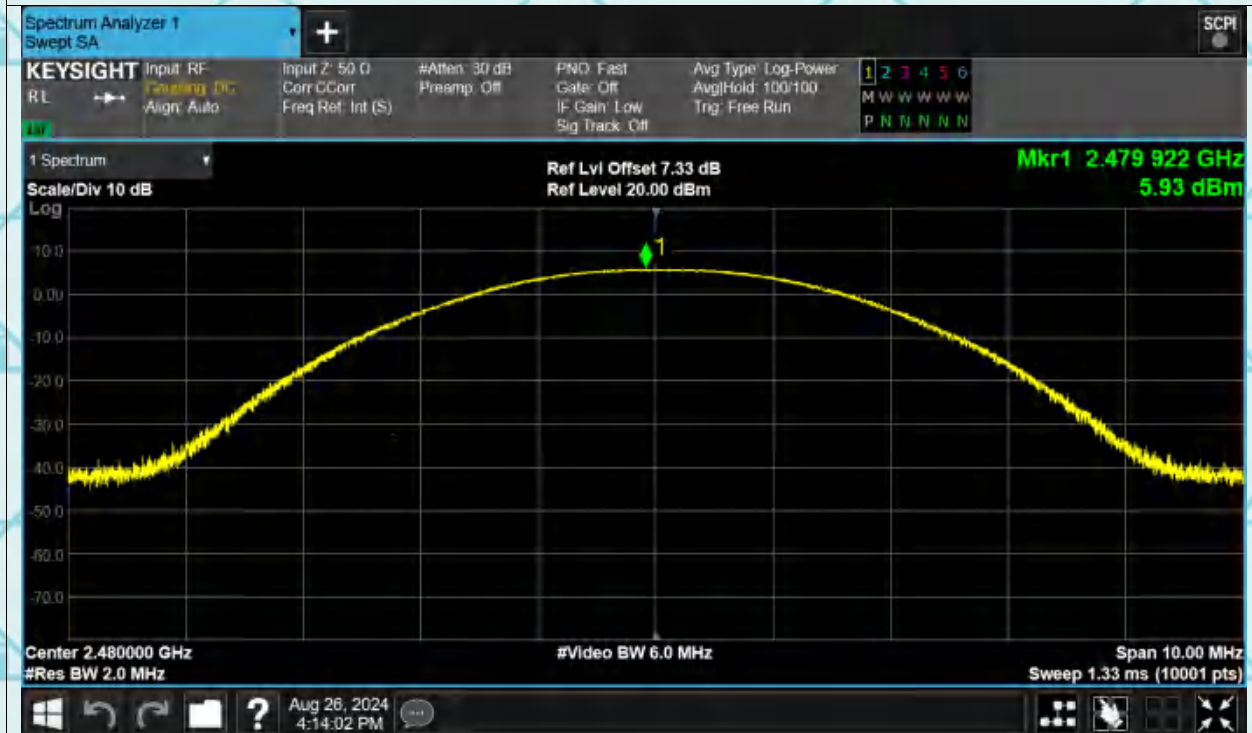 Spectrum Analyzer 1
Swept SA
+
SCPI
KEYSIGHT
RL
Input: RF
Coupling: DC
Align: Auto
Input Z: 50 Ω
Corr CCorr
Freq Ref: Int (S)
#Atten: 30 dB
Preamp: Off
PNO: Fast
Gate: Off
IF Gain: Low
Sig Track: Off
Avg Type: Log-Power
Avg|Hold: 100/100
Trig: Free Run
1 2 3 4 5 6
M W W W W W
P N N N N N
1 Spectrum
Scale/Div 10 dB
Log
Ref Lvl Offset 7.33 dB
Ref Level 20.00 dBm
Mkr1 2.479 922 GHz
5.93 dBm
1
10.0
0.00
-10.0
-20.0
-30.0
-40.0
-50.0
-60.0
-70.0
Center 2.480000 GHz
#Res BW 2.0 MHz
#Video BW 6.0 MHz
Span 10.00 MHz
Sweep 1.33 ms (10001 pts)
?
Aug 26, 2024
4:14:02 PM